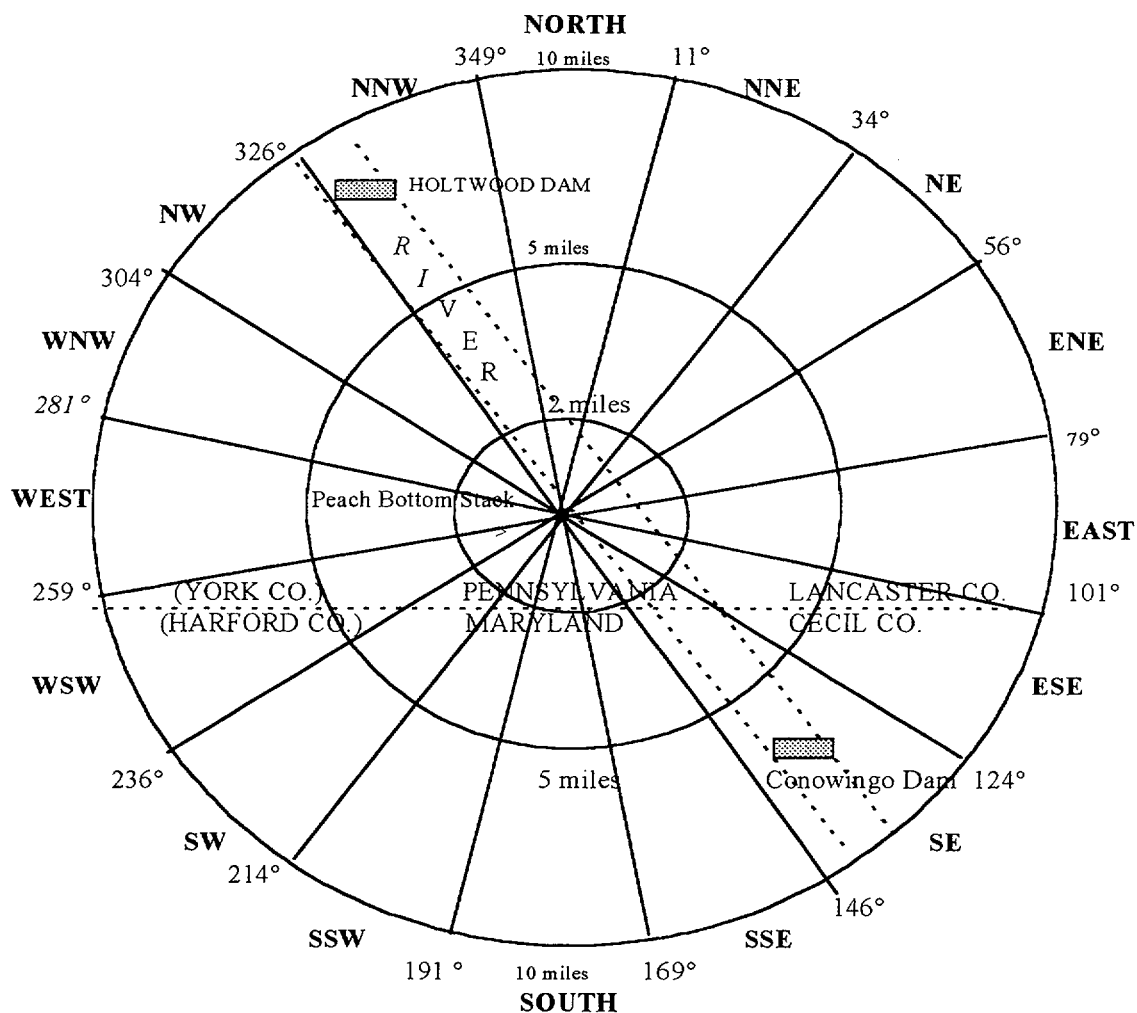 NORTH
349° 10 miles 11°
NNW NNE
34°
326°
HOLTWOOD DAM
NE
NW
R
5 miles
56°
I
304°
V
WNW
E
ENE
R
281°
2 miles
79°
WEST
Peach Bottom Stack
EAST
259 °
(YORK CO.) PENNSYLVANIA LANCASTER CO.
101°
(HARFORD CO.) MARYLAND CECIL CO.
WSW
ESE
236°
5 miles
Conowingo Dam 124°
SW
SE
214°
146°
SSW
SSE
191 ° 10 miles 169°
SOUTH